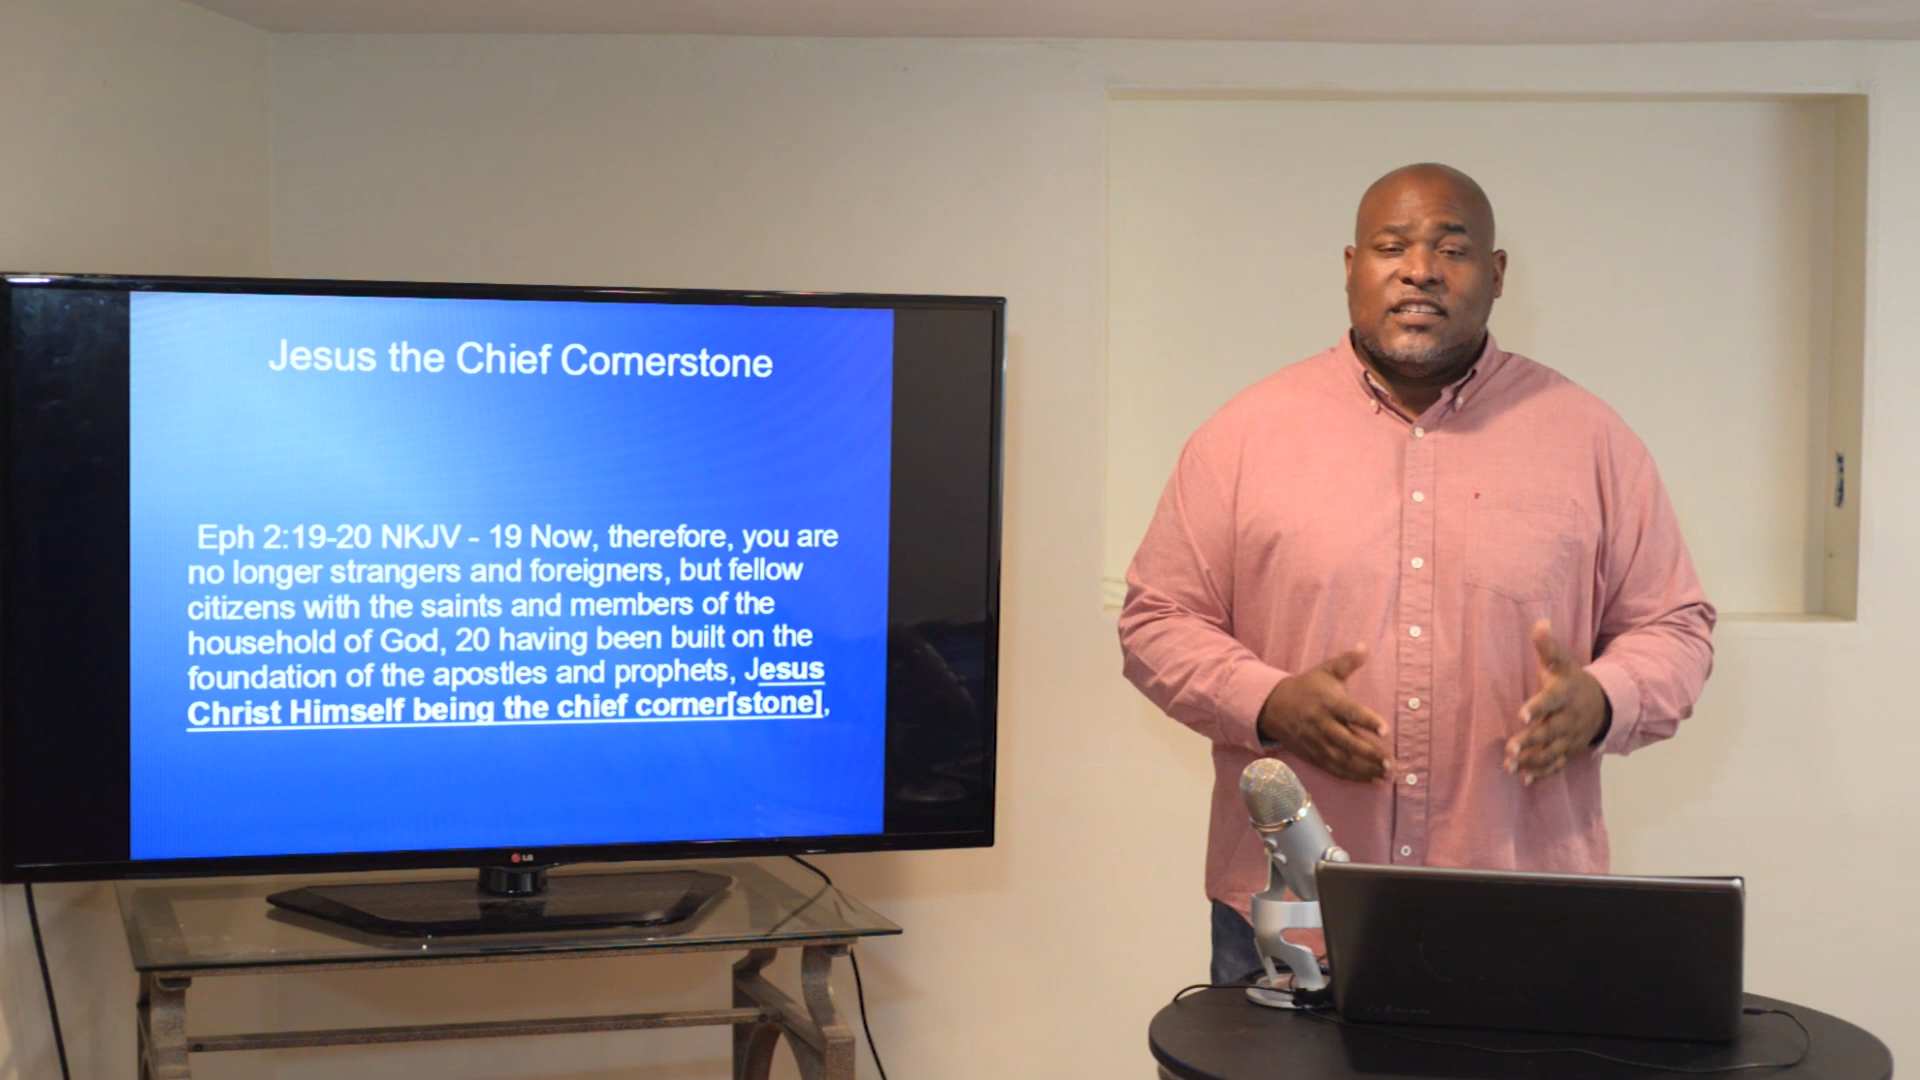 Jesus the Chief Cornerstone
Eph 2:19-20 NKJV - 19 Now, therefore, you are
no longer strangers and foreigners, but fellow
citizens with the saints and members of the
household of God, 20 having been built on the
foundation of the apostles and prophets, Jesus
Christ Himself being the chief corner[stone],
LG